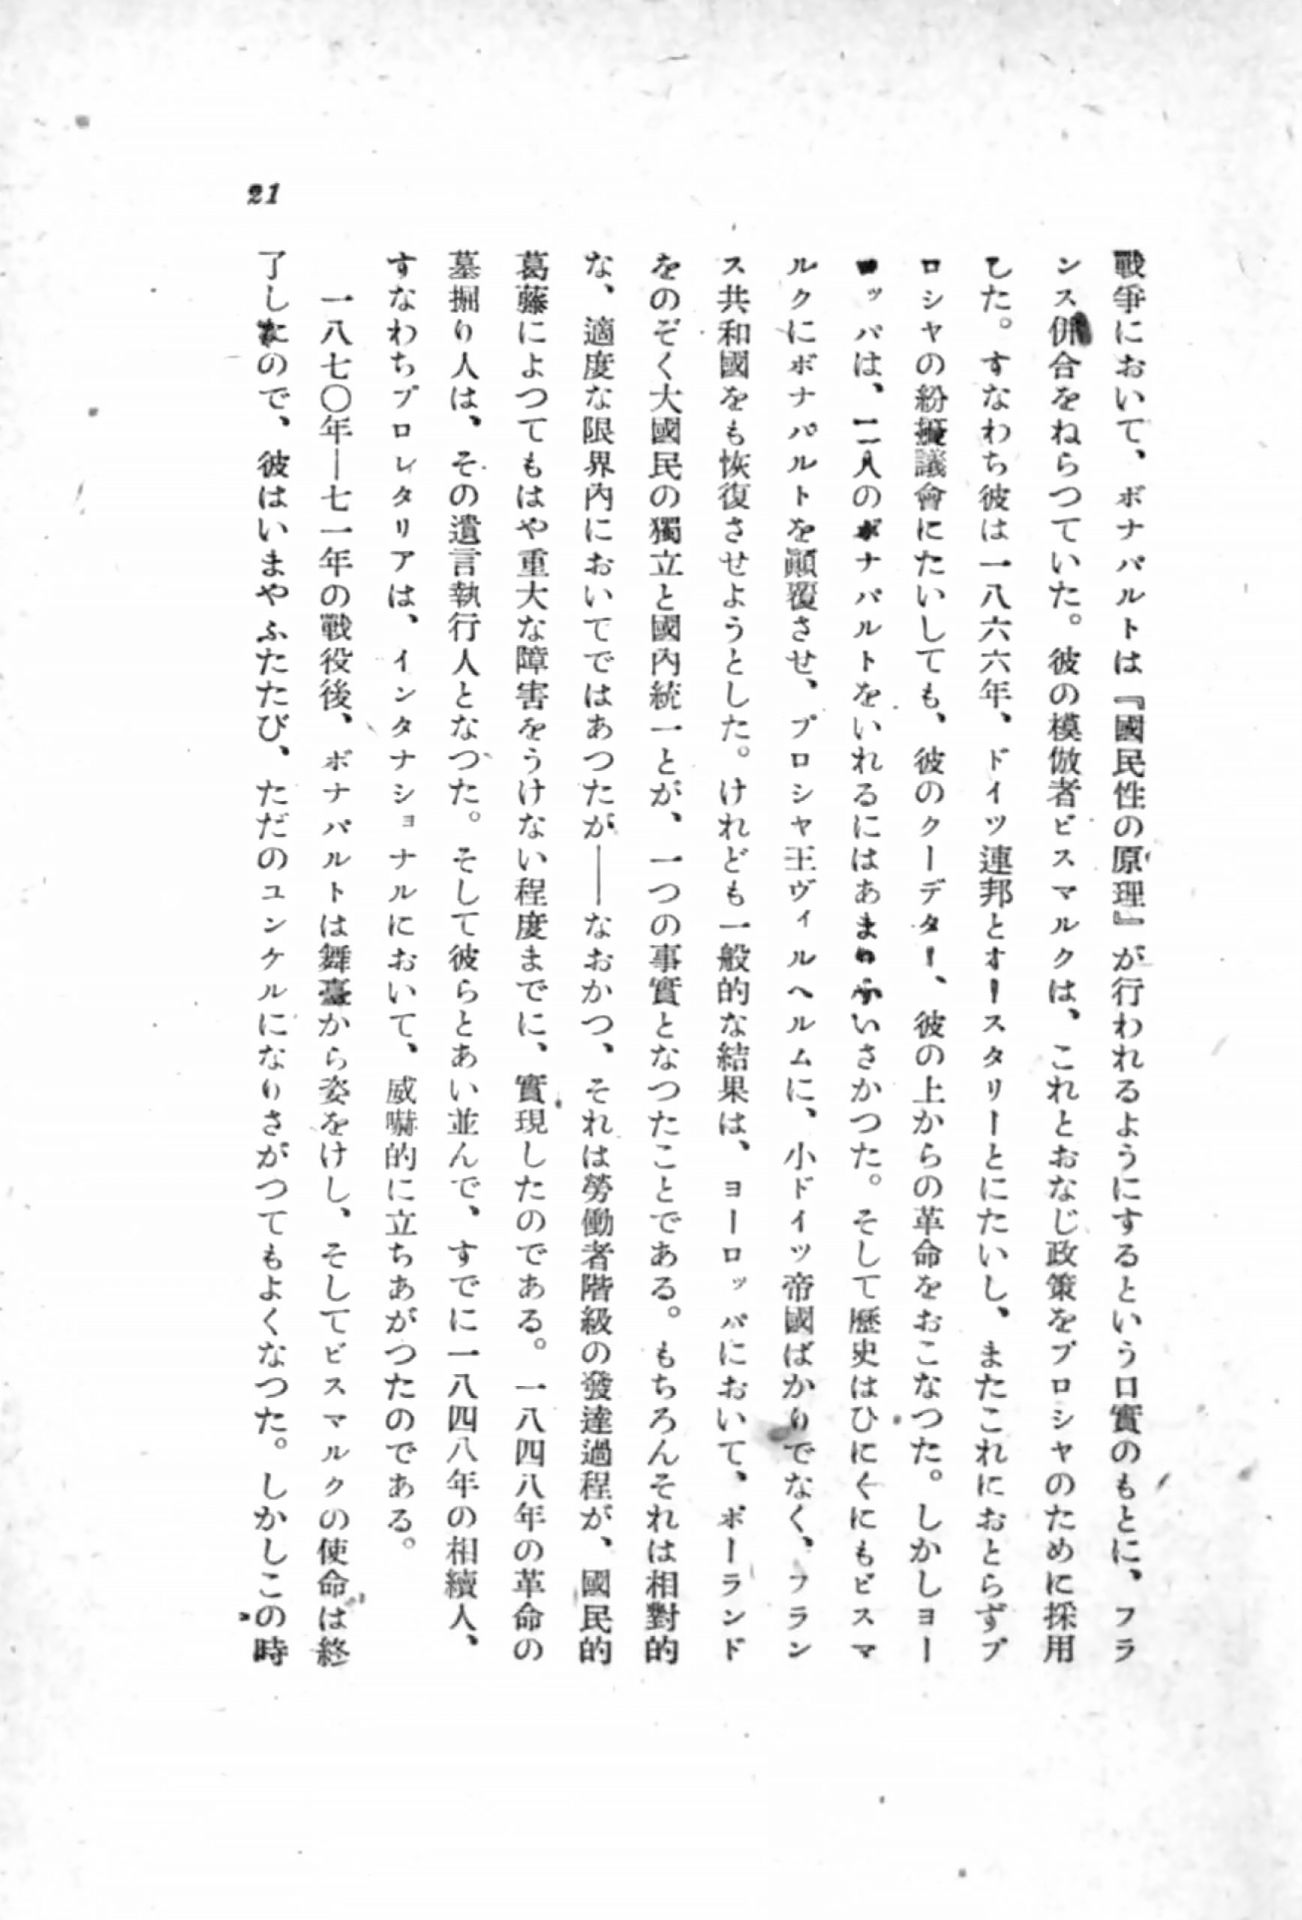 戰爭において、ボナパルトは『國民性の原理』が行われるようにするという口實のもとに、フラ
ンス併合をねらつていた。彼の模倣者ビスマルクは、これとおなじ政策をプロシヤのために採用
した。すなわち彼は一八六六年、ドイツ連邦とオースタリーとにたいし、またこれにおとらずプ
ロシヤの紛擾議會にたいしても、彼のクーデター、彼の上からの革命をおこなつた。しかしヨー
ロッパは、二人のボナパルトをいれるにはあまりちいさかつた。そして歷史はひにくにもビスマ
ルクにボナパルトを顚覆させ、プロシヤ王ヴィルヘルムに、小ドイツ帝國ばかりでなく、フラン
ス共和國をも恢復させようとした。けれども一般的な結果は、ヨーロッパにおいて、ポーランド
をのぞく大國民の獨立と國內統一とが、一つの事實となつたことである。もちろんそれは相對的
な、適度な限界內においてではあつたが――なおかつ、それは勞働者階級の發達過程が、國民的
葛藤によつてもはや重大な障害をうけない程度までに、實現したのである。一八四八年の革命の
墓掘り人は、その遺言執行人となつた。そして彼らとあい並んで、すでに一八四八年の相續人、
すなわちプロレタリアは、インタナショナルにおいて、威嚇的に立ちあがつたのである。
一八七〇年―七一年の戰役後、ボナパルトは舞臺から姿をけし、そしてビスマルクの使命は終
了したので、彼はいまやふたたび、ただのユンケルになりさがつてもよくなつた。しかしこの時
21